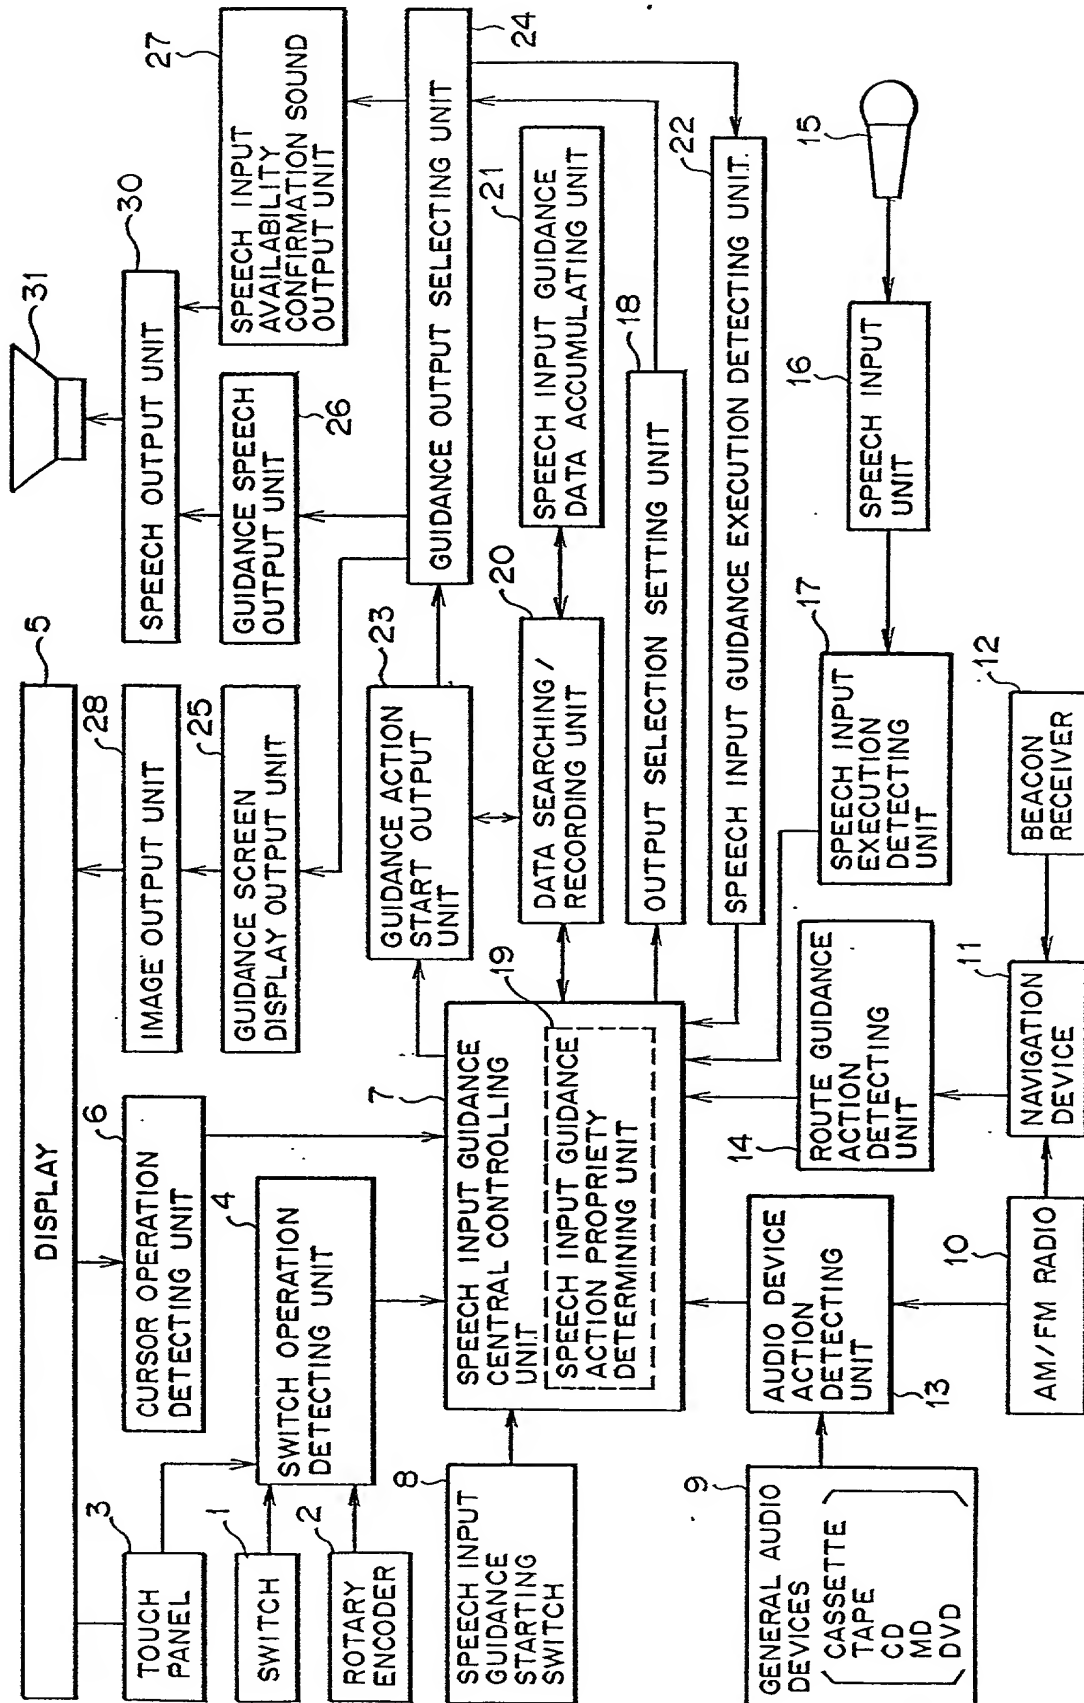 DISPLAY
5
TOUCH
PANEL
3
SWITCH
1
ROTARY
ENCODER
2
SWITCH OPERATION
DETECTING UNIT
4
CURSOR OPERATION
DETECTING UNIT
6
IMAGE OUTPUT UNIT
28
GUIDANCE SCREEN
DISPLAY OUTPUT UNIT
25
31
SPEECH OUTPUT UNIT
30
GUIDANCE SPEECH
OUTPUT UNIT
26
SPEECH INPUT
AVAILABILITY
CONFIRMATION SOUND
OUTPUT UNIT
27
GUIDANCE ACTION
START OUTPUT
UNIT
23
GUIDANCE OUTPUT SELECTING UNIT
24
SPEECH INPUT
GUIDANCE
STARTING
SWITCH
8
SPEECH INPUT GUIDANCE
CENTRAL CONTROLLING
UNIT
7
SPEECH INPUT GUIDANCE
ACTION PROPRIETY
DETERMINING UNIT
19
DATA SEARCHING/
RECORDING UNIT
20
SPEECH INPUT GUIDANCE
DATA ACCUMULATING UNIT
21
OUTPUT SELECTION SETTING UNIT
18
SPEECH INPUT GUIDANCE EXECUTION DETECTING UNIT
22
GENERAL AUDIO
DEVICES
CASSETTE
TAPE
CD
MD
DVD
9
AUDIO DEVICE
ACTION
DETECTING
UNIT
13
ROUTE GUIDANCE
ACTION
DETECTING
UNIT
14
SPEECH INPUT
EXECUTION
DETECTING
UNIT
17
SPEECH INPUT
UNIT
16
15
AM/FM RADIO
10
NAVIGATION
DEVICE
11
BEACON
RECEIVER
12